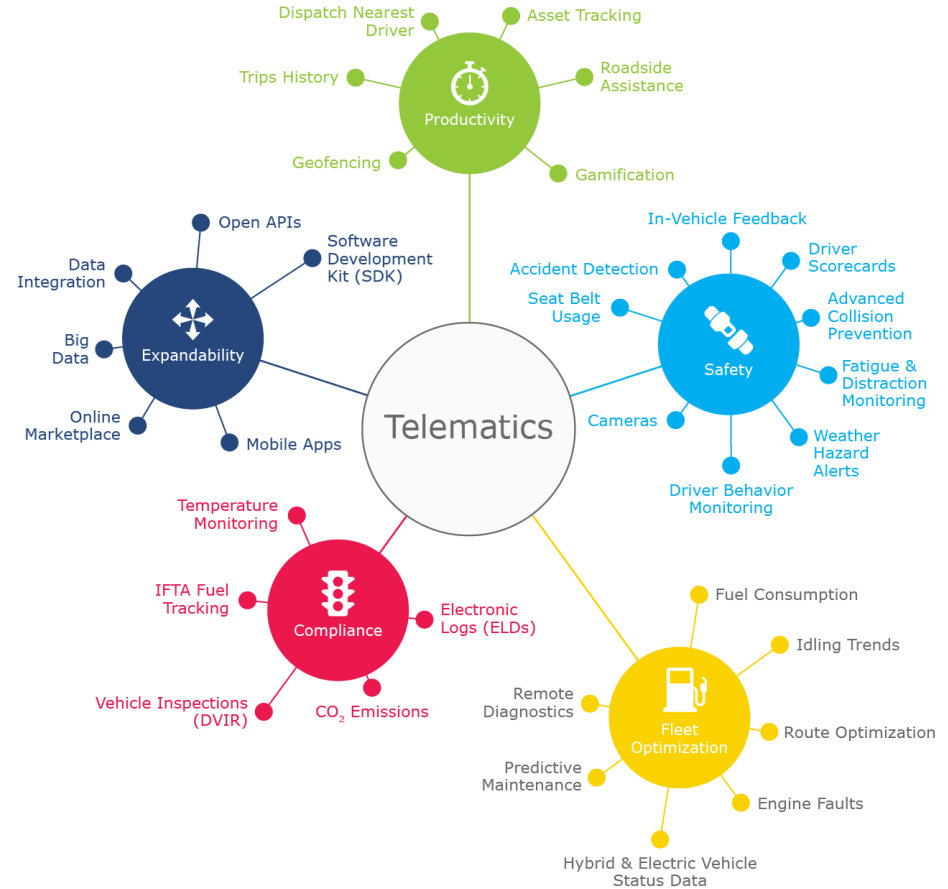 Dispatch Nearest
Driver
Asset Tracking
Trips History
Roadside
Assistance
Productivity
Geofencing
Gamification
Open APIs
Software
Development
Kit (SDK)
Data
Integration
Big
Data
Expandability
Online
Marketplace
Mobile Apps
In-Vehicle Feedback
Accident Detection
Driver
Scorecards
Seat Belt
Usage
Advanced
Collision
Prevention
Safety
Fatigue &
Distraction
Monitoring
Cameras
Weather
Hazard
Alerts
Driver Behavior
Monitoring
Telematics
Temperature
Monitoring
IFTA Fuel
Tracking
Compliance
Electronic
Logs (ELDs)
Vehicle Inspections
(DVIR)
CO₂ Emissions
Fuel Consumption
Idling Trends
Remote
Diagnostics
Fleet
Optimization
Route Optimization
Predictive
Maintenance
Engine Faults
Hybrid & Electric Vehicle
Status Data